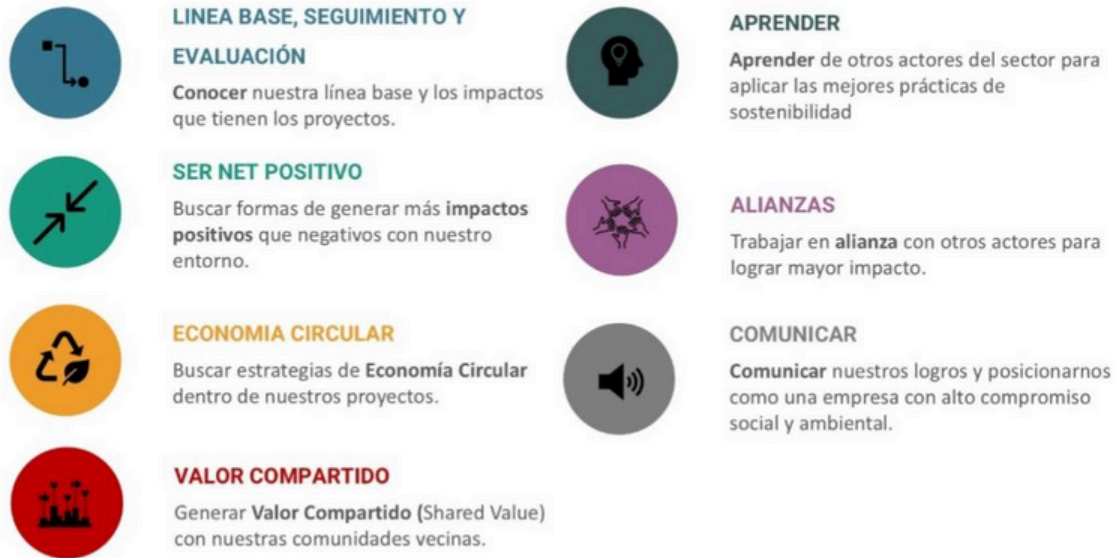 LINEA BASE, SEGUIMIENTO Y
EVALUACIÓN
Conocer nuestra línea base y los impactos
que tienen los proyectos.
SER NET POSITIVO
Buscar formas de generar más impactos
positivos que negativos con nuestro
entorno.
ECONOMIA CIRCULAR
Buscar estrategias de Economía Circular
dentro de nuestros proyectos.
VALOR COMPARTIDO
Generar Valor Compartido (Shared Value)
con nuestras comunidades vecinas.
APRENDER
Aprender de otros actores del sector para
aplicar las mejores prácticas de
sostenibilidad
ALIANZAS
Trabajar en alianza con otros actores para
lograr mayor impacto.
COMUNICAR
Comunicar nuestros logros y posicionarnos
como una empresa con alto compromiso
social y ambiental.